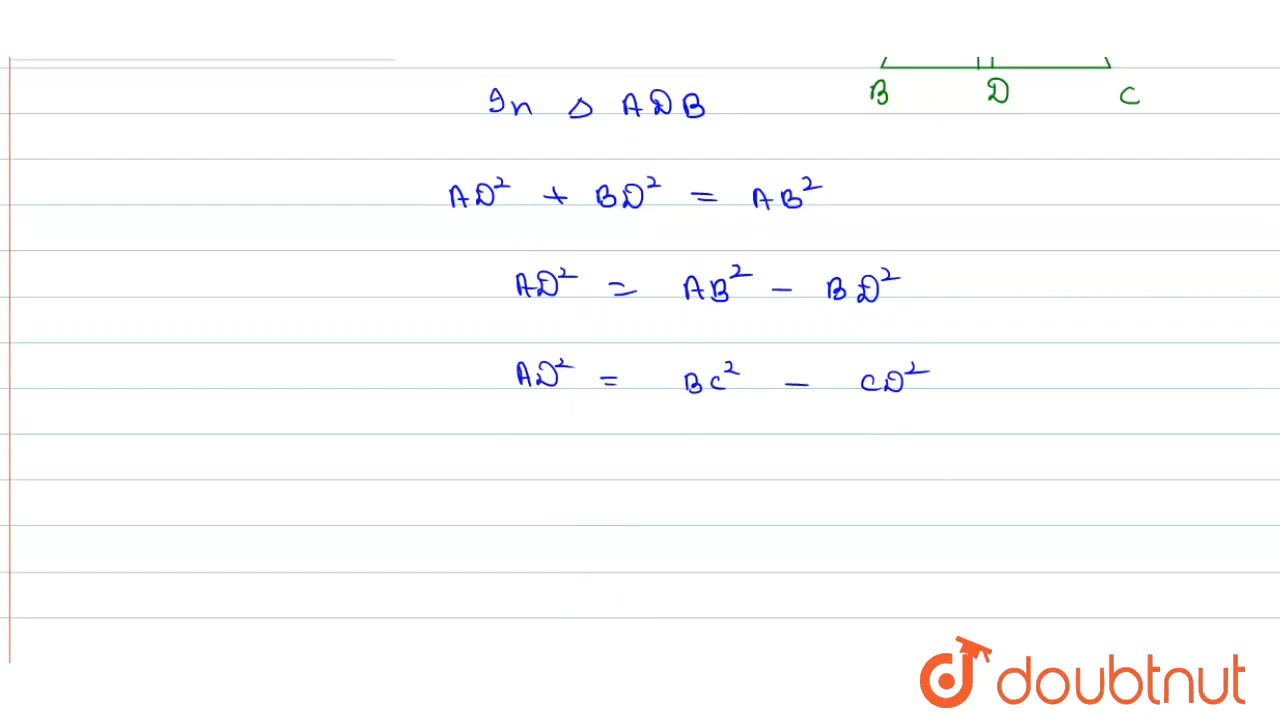 B D C
In △ ADB
AD² + BD² = AB²
AD² = AB² - BD²
AD² = BC² - CD²
doubtnut